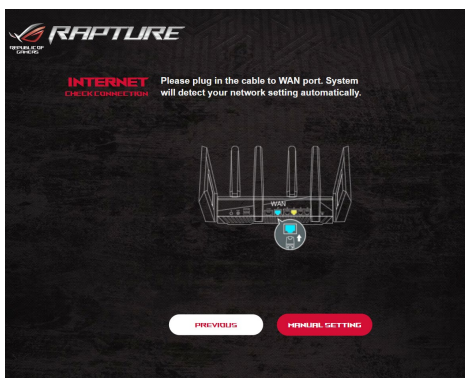 RAPTURE
REPUBLIC OF
GAMERS
INTERNET
CHECK CONNECTION
Please plug in the cable to WAN port. System
will detect your network setting automatically.
WAN
PREVIOUS
MANUAL SETTING